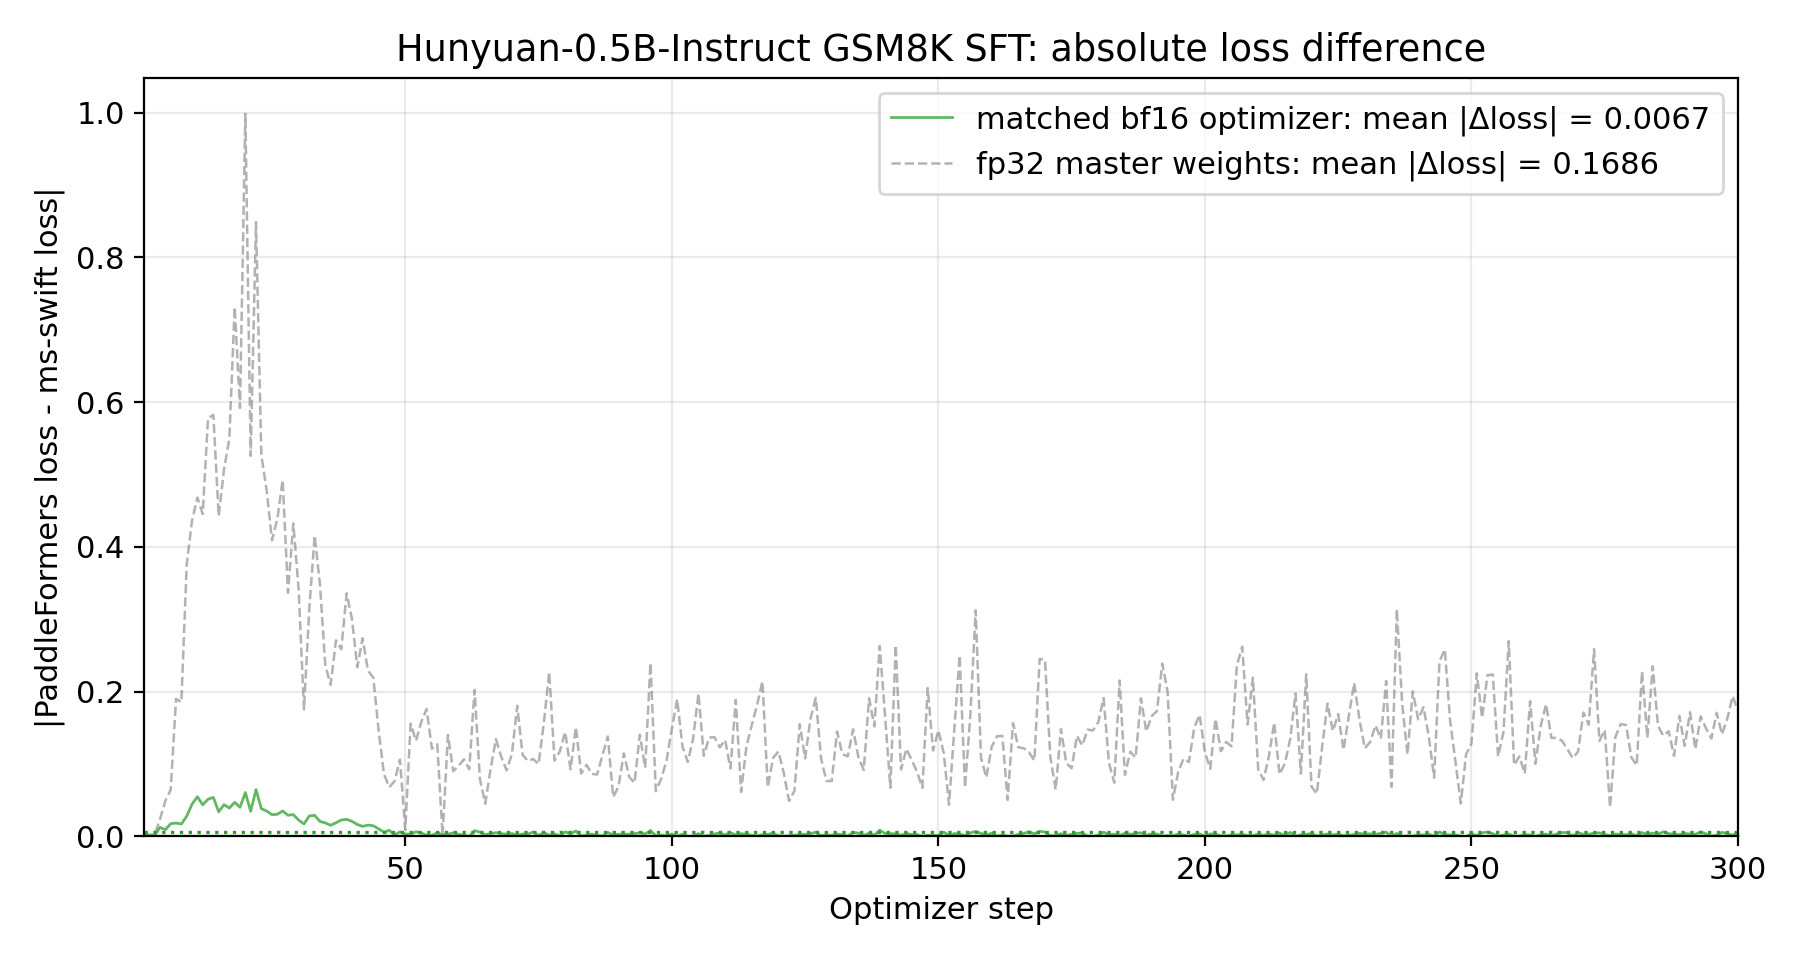 Hunyuan-0.5B-Instruct GSM8K SFT: absolute loss difference
matched bf16 optimizer: mean |Δloss| = 0.0067
fp32 master weights: mean |Δloss| = 0.1686
|PaddleFormers loss - ms-swift loss|
1.0
0.8
0.6
0.4
0.2
0.0
50
100
150
200
250
300
Optimizer step